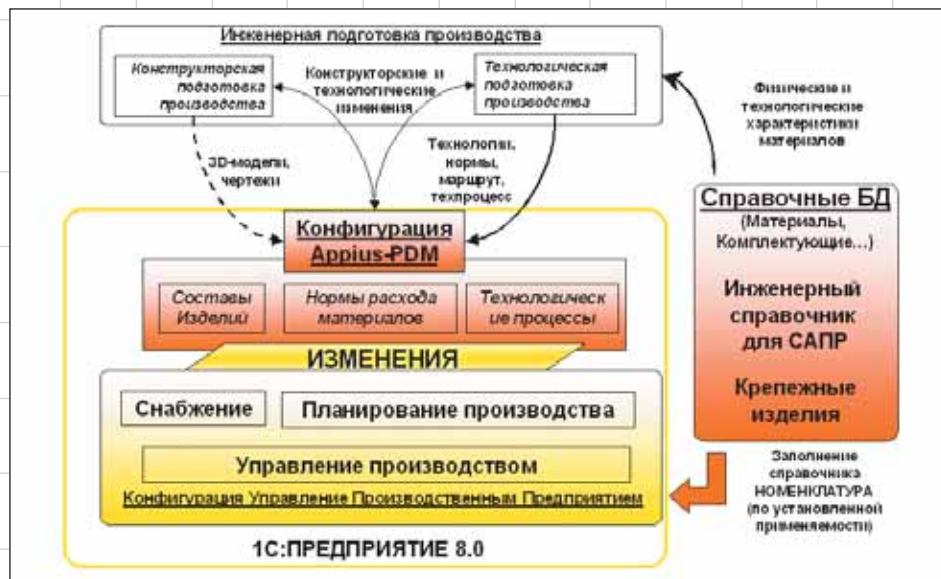 Инженерная подготовка производства
Конструкторская
подготовка
производства
Конструкторские и
технологические
изменения
Технологическая
подготовка
производства
Физические и
технологические
характеристики
материалов
3D-модели,
чертежи
Технологии,
нормы,
маршрут,
техпроцесс
Справочные БД
(Материалы,
Комплектующие...)
Инженерный
справочник
для САПР
Крепежные
изделия
Конфигурация
Appius-PDM
Составы
Изделий
Нормы расхода
материалов
Технологическ
ие процессы
ИЗМЕНЕНИЯ
Снабжение
Планирование производства
Управление производством
Конфигурация Управление Производственным Предприятием
Заполнение
справочника
НОМЕНКЛАТУРА
(по установленной
применяемости)
1С:ПРЕДПРИЯТИЕ 8.0